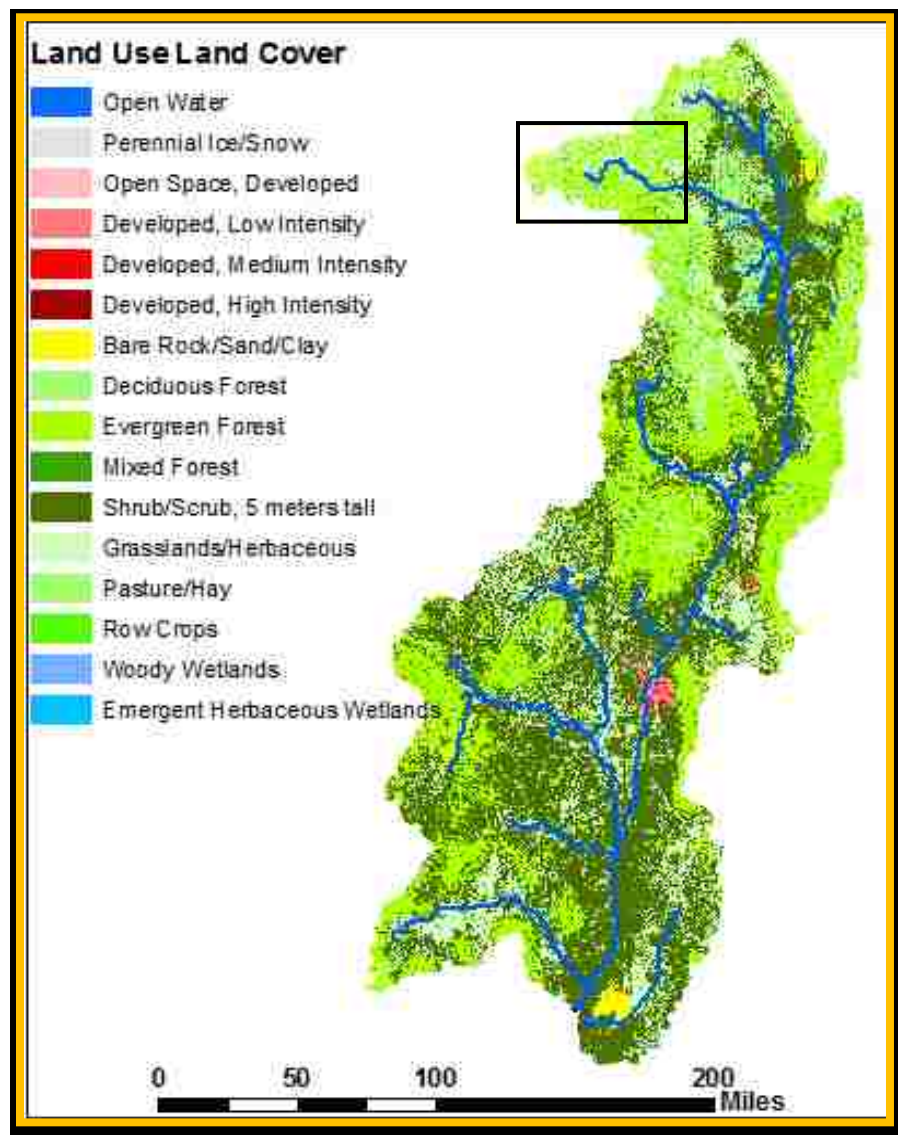 Land Use Land Cover
Open Water
Perennial Ice/Snow
Open Space, Developed
Developed, Low Intensity
Developed, Medium Intensity
Developed, High Intensity
Bare Rock/Sand/Clay
Deciduous Forest
Evergreen Forest
Mixed Forest
Shrub/Scrub, 5 meters tall
Grasslands/Herbaceous
Pasture/Hay
Row Crops
Woody Wetlands
Emergent Herbaceous Wetlands
0 50 100 200
Miles